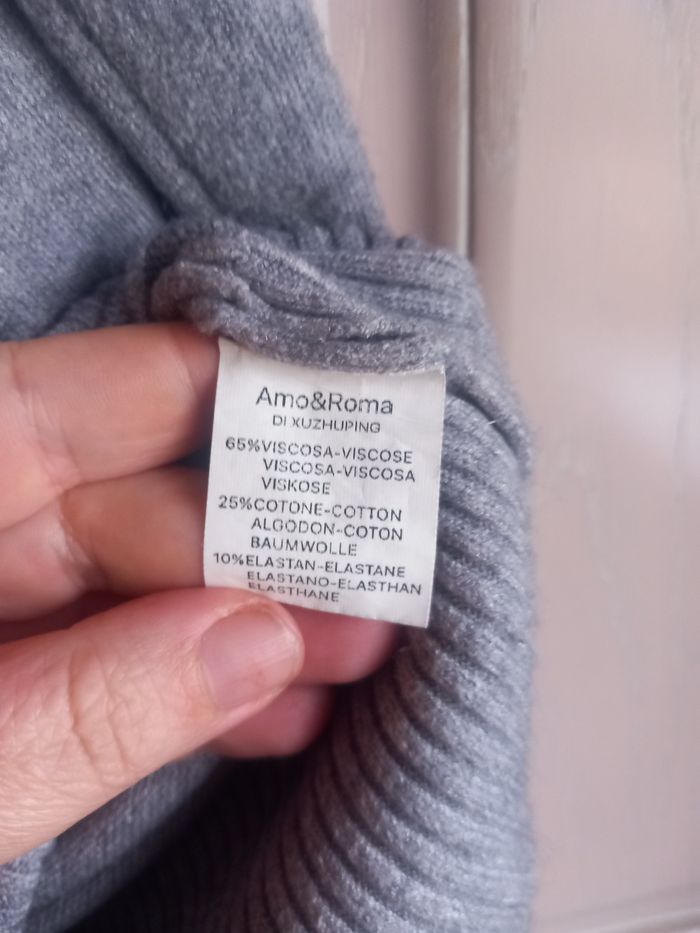 Amo&Roma
DI XUZHUPING
65%VISCOSA-VISCOSE
VISCOSA-VISCOSA
VISKOSE
25%COTONE-COTTON
ALGODON-COTON
BAUMWOLLE
10%ELASTAN-ELASTANE
ELASTANO-ELASTHAN
ELASTHANE